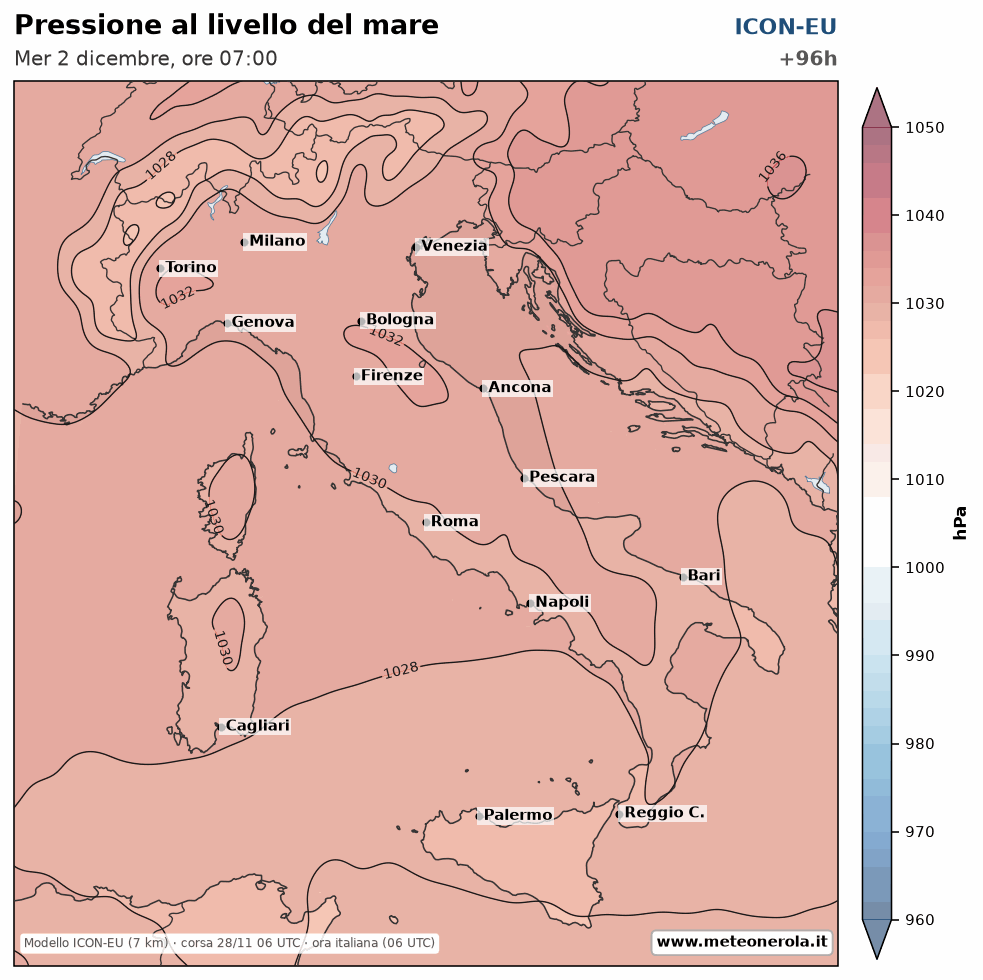 Pressione al livello del mare
ICON-EU
Mer 2 dicembre, ore 07:00
+96h
1028
1036
Milano
Venezia
Torino
1032
Genova
Bologna
1032
Firenze
Ancona
1030
Pescara
1030
Roma
Bari
Napoli
1030
1028
Cagliari
Palermo
Reggio C.
Modello ICON-EU (7 km) · corsa 28/11 06 UTC · ora italiana (06 UTC)
www.meteonerola.it
1050
1040
1030
1020
1010
1000
990
980
970
960
hPa